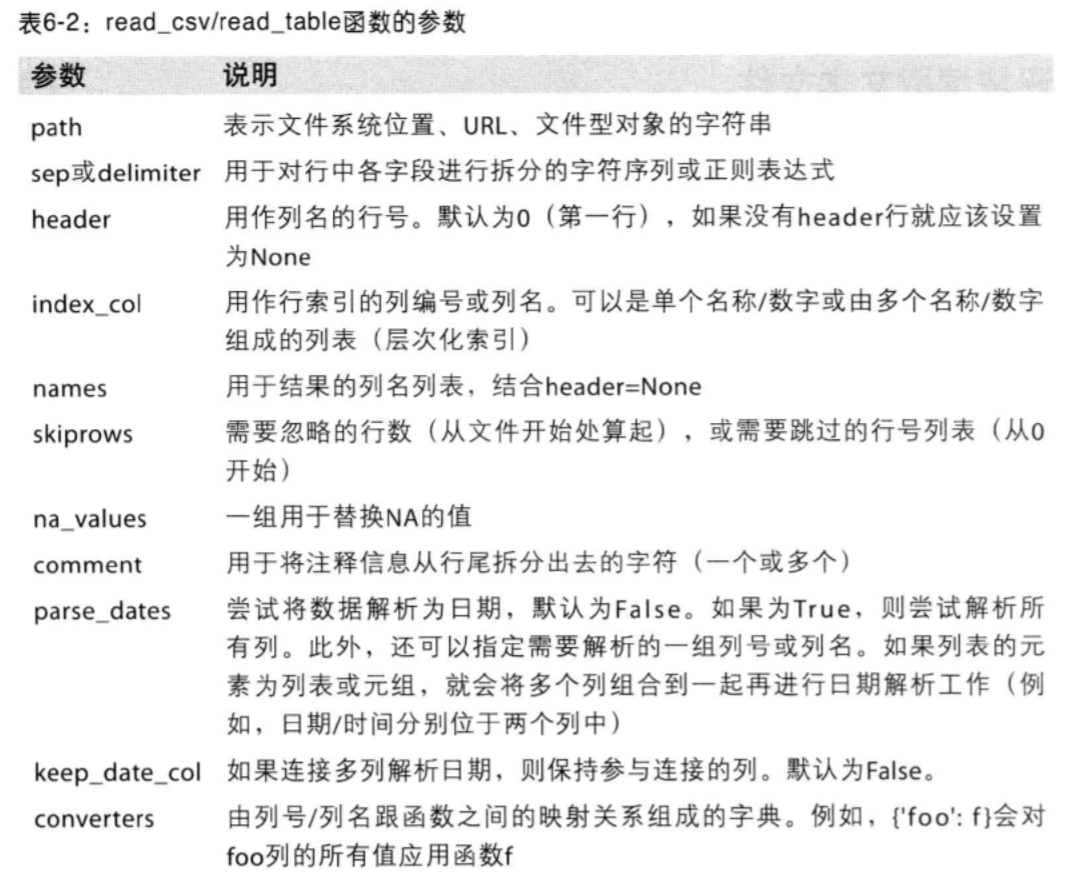 表6-2：read_csv/read_table函数的参数
参数 说明
path 表示文件系统位置、URL、文件型对象的字符串
sep或delimiter 用于对行中各字段进行拆分的字符序列或正则表达式
header 用作列名的行号。默认为0（第一行），如果没有header行就应该设置
为None
index_col 用作行索引的列编号或列名。可以是单个名称/数字或由多个名称/数字
组成的列表（层次化索引）
names 用于结果的列名列表，结合header=None
skiprows 需要忽略的行数（从文件开始处算起），或需要跳过的行号列表（从0
开始）
na_values 一组用于替换NA的值
comment 用于将注释信息从行尾拆分出去的字符（一个或多个）
parse_dates 尝试将数据解析为日期，默认为False。如果为True，则尝试解析所
有列。此外，还可以指定需要解析的一组列号或列名。如果列表的元
素为列表或元组，就会将多个列组合到一起再进行日期解析工作（例
如，日期/时间分别位于两个列中）
keep_date_col 如果连接多列解析日期，则保持参与连接的列。默认为False。
converters 由列号/列名跟函数之间的映射关系组成的字典。例如，{'foo': f}会对
foo列的所有值应用函数f